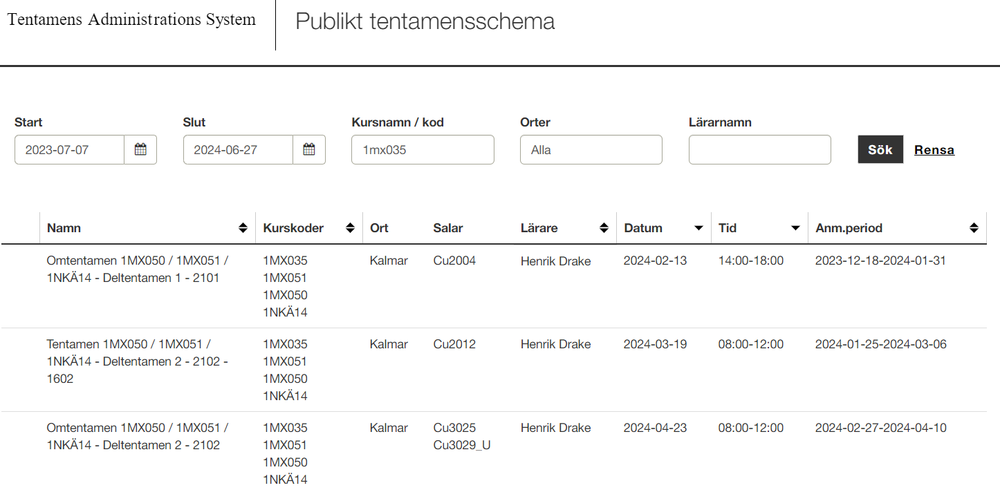 Tentamens Administrations System
Publikt tentamensschema
Start Slut Kursnamn / kod Orter Lärarnamn
2023-07-07 2024-06-27 1mx035 Alla Sök Rensa
Namn Kurskoder Ort Salar Lärare Datum Tid Anm.period
Omtentamen 1MX050 / 1MX051 / 1MX035 Kalmar Cu2004 Henrik Drake 2024-02-13 14:00-18:00 2023-12-18-2024-01-31
1NKÄ14 - Deltentamen 1 - 2101 1MX051
1MX050
1NKÄ14
Tentamen 1MX050 / 1MX051 / 1MX035 Kalmar Cu2012 Henrik Drake 2024-03-19 08:00-12:00 2024-01-25-2024-03-06
1NKÄ14 - Deltentamen 2 - 2102 - 1MX051
1602 1MX050
1NKÄ14
Omtentamen 1MX050 / 1MX051 / 1MX035 Kalmar Cu3025 Henrik Drake 2024-04-23 08:00-12:00 2024-02-27-2024-04-10
1NKÄ14 - Deltentamen 2 - 2102 1MX051 Cu3029_U
1MX050
1NKÄ14